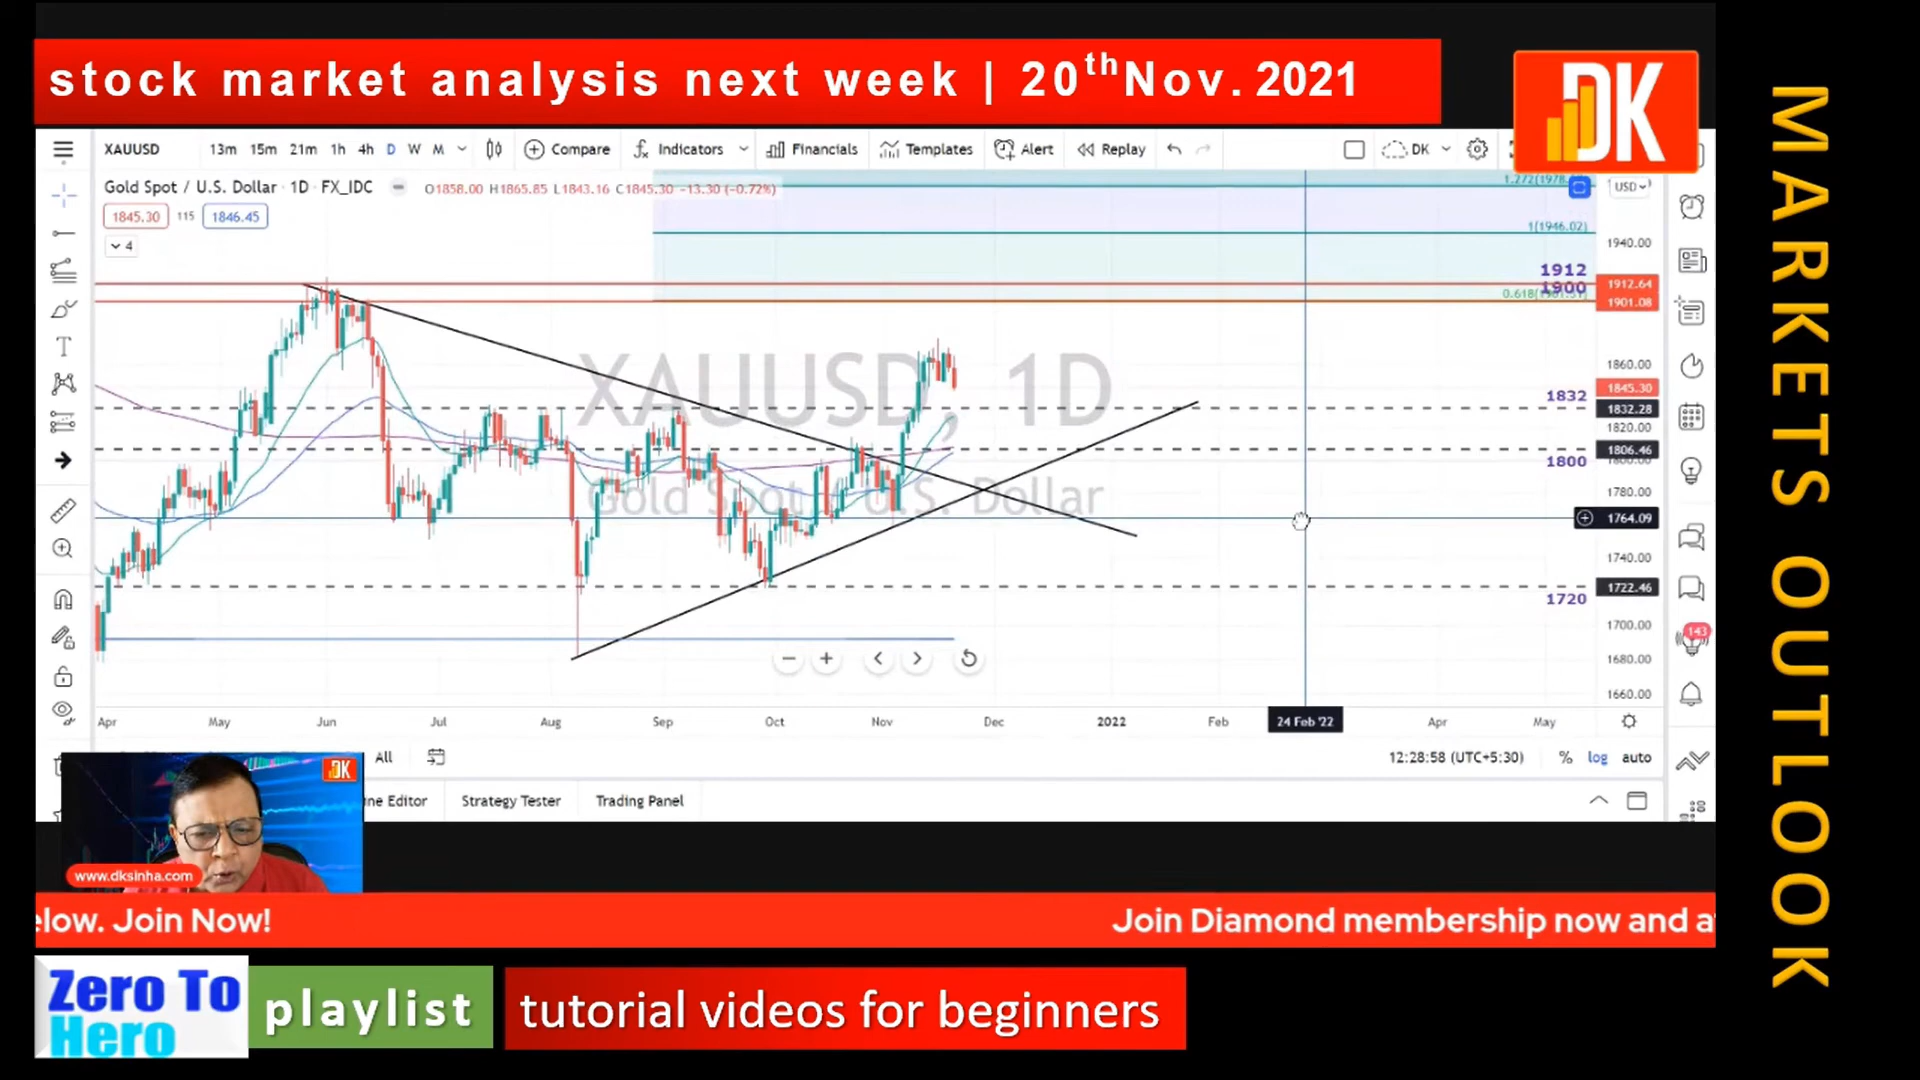 stock market analysis next week | 20th Nov. 2021
DK
MARKETS OUTLOOK
XAUUSD 13m 15m 21m 1h 4h D W M Compare Indicators Financials Templates Alert Replay DK
Gold Spot / U.S. Dollar · 1D · FX_IDC O1858.00 H1865.85 L1843.16 C1845.30 -13.30 (-0.72%)
USD
1845.30 115 1846.45
4
1(1946.02)
1940.00
1912
1912.64
1900
1901.08
XAUUSD, 1D
Gold Spot / U.S. Dollar
1860.00
1845.30
1832
1832.28
1820.00
1806.46
1800
1780.00
1764.09
1740.00
1722.46
1720
1700.00
1680.00
1660.00
143
Apr May Jun Jul Aug Sep Oct Nov Dec 2022 Feb 24 Feb '22 Apr May
All 12:28:58 (UTC+5:30) % log auto
ne Editor Strategy Tester Trading Panel
DK
www.dksinha.com
elow. Join Now! Join Diamond membership now and a
Zero To
Hero
playlist
tutorial videos for beginners